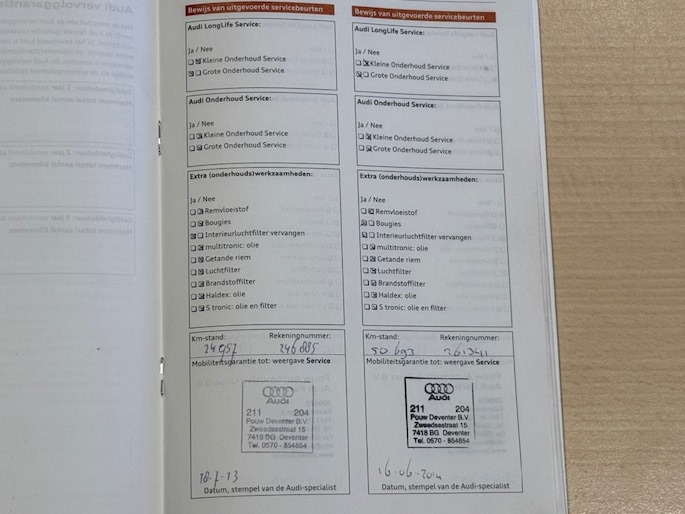 Bewijs van uitgevoerde servicebeurten
Audi LongLife Service:
Ja / Nee
Kleine Onderhoud Service
Grote Onderhoud Service
Audi Onderhoud Service:
Ja / Nee
Kleine Onderhoud Service
Grote Onderhoud Service
Extra (onderhouds)werkzaamheden:
Ja / Nee
Remvloeistof
Bougies
Interieurluchtfilter vervangen
multitronic: olie
Getande riem
Luchtfilter
Brandstoffilter
Haldex: olie
S tronic: olie en filter
Km-stand: Rekeningnummer:
24957 246885
Mobiliteitsgarantie tot: weergave Service
Audi
211 204
Pouw Deventer B.V.
Zweedsestraat 15
7418 BG Deventer
Tel. 0570 - 854854
18-7-13
Datum, stempel van de Audi-specialist
Bewijs van uitgevoerde servicebeurten
Audi LongLife Service:
Ja / Nee
Kleine Onderhoud Service
Grote Onderhoud Service
Audi Onderhoud Service:
Ja / Nee
Kleine Onderhoud Service
Grote Onderhoud Service
Extra (onderhouds)werkzaamheden:
Ja / Nee
Remvloeistof
Bougies
Interieurluchtfilter vervangen
multitronic: olie
Getande riem
Luchtfilter
Brandstoffilter
Haldex: olie
S tronic: olie en filter
Km-stand: Rekeningnummer:
50.693
Mobiliteitsgarantie tot: weergave Service
Audi
211 204
Pouw Deventer B.V.
Zweedsestraat 15
7418 BG Deventer
Tel. 0570 - 854854
16-06-2014
Datum, stempel van de Audi-specialist